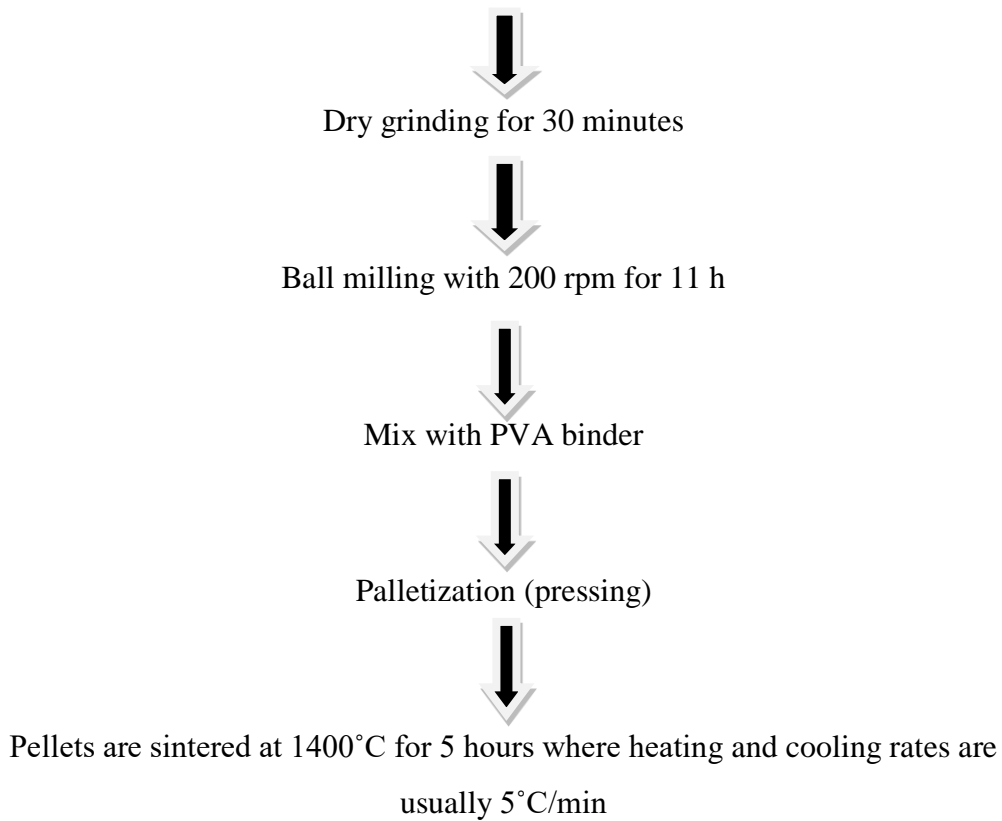 Dry grinding for 30 minutes
Ball milling with 200 rpm for 11 h
Mix with PVA binder
Palletization (pressing)
Pellets are sintered at 1400˚C for 5 hours where heating and cooling rates are
usually 5˚C/min